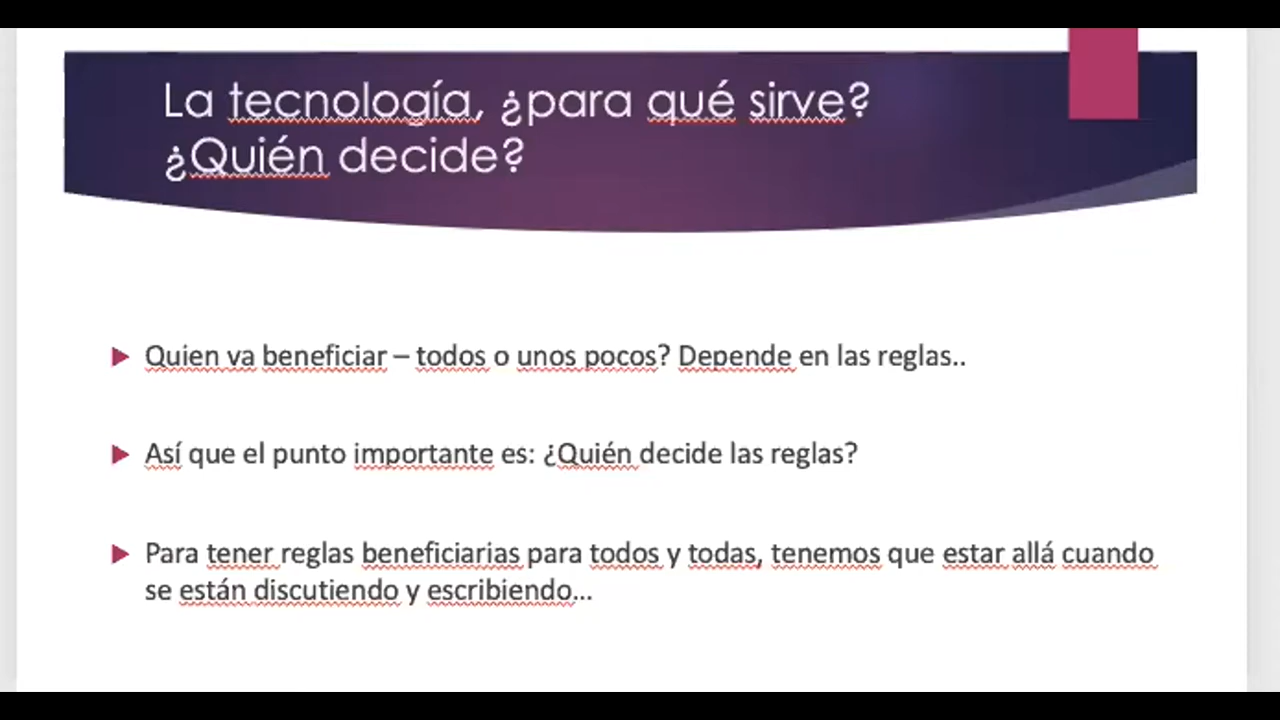 La tecnología, ¿para qué sirve?
¿Quién decide?
Quien va beneficiar – todos o unos pocos? Depende en las reglas..
Así que el punto importante es: ¿Quién decide las reglas?
Para tener reglas beneficiarias para todos y todas, tenemos que estar allá cuando
se están discutiendo y escribiendo...